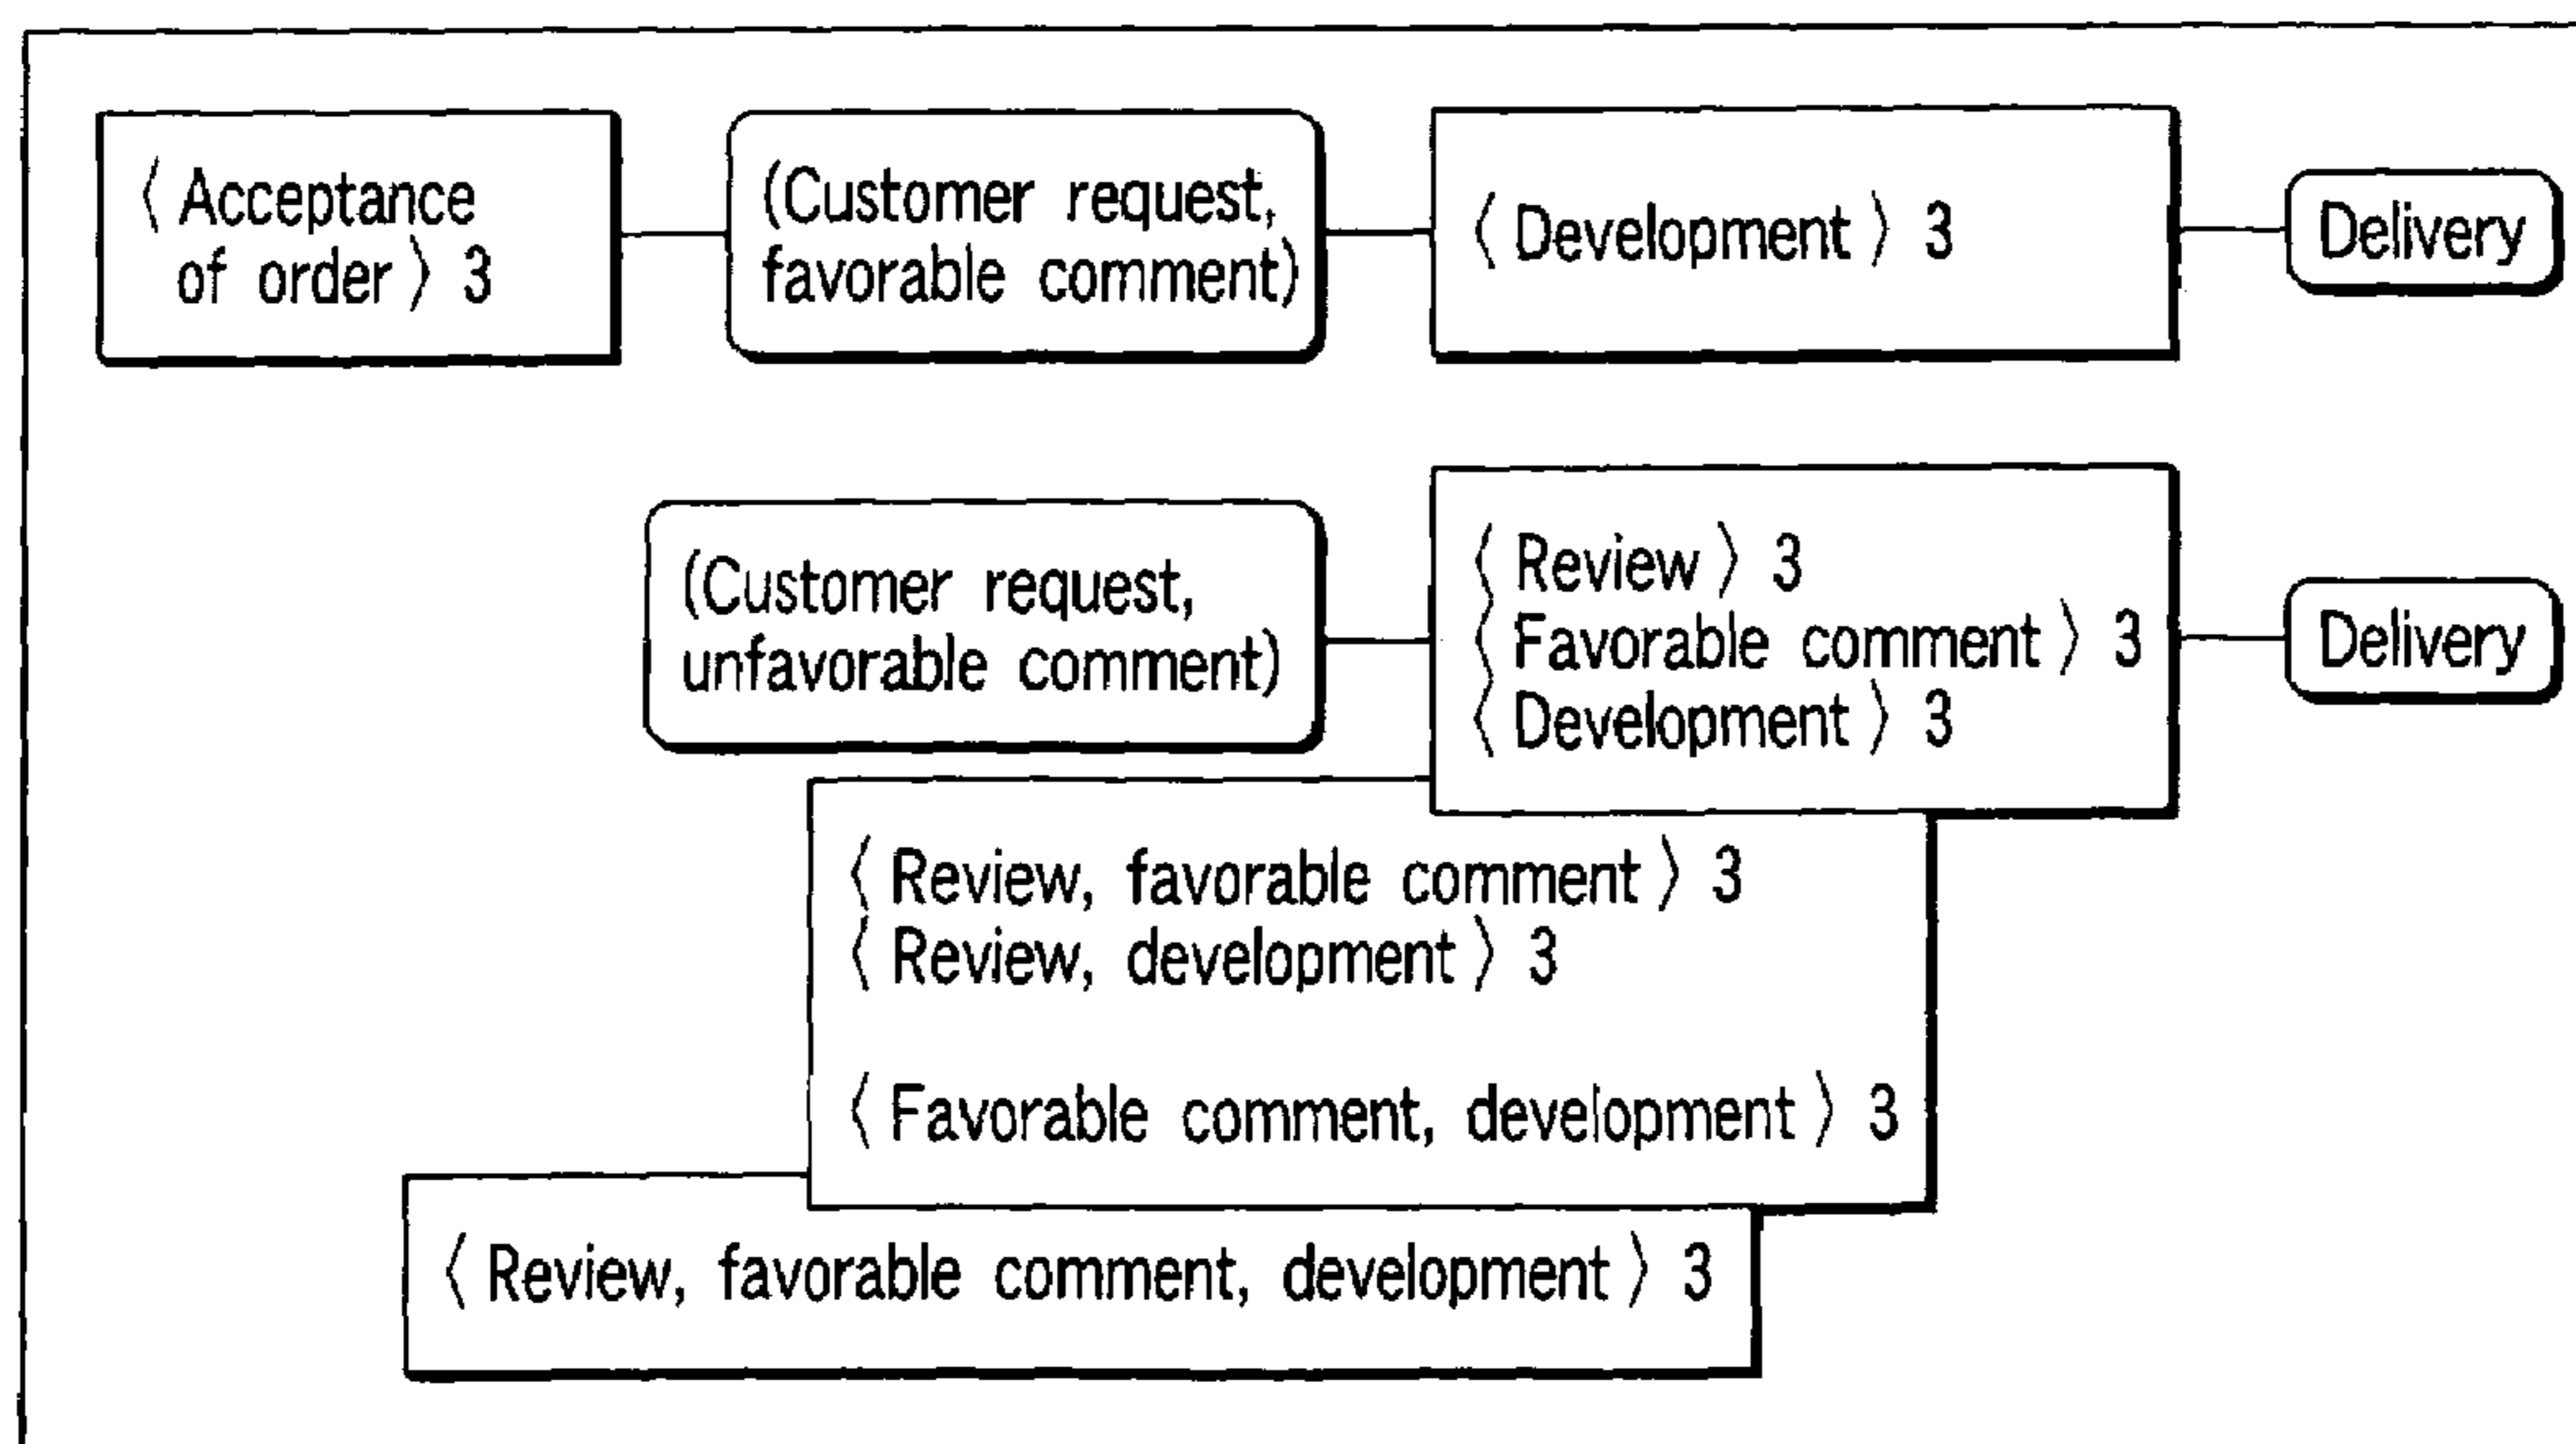 〈 Acceptance
of order 〉 3
(Customer request,
favorable comment)
〈 Development 〉 3
Delivery
(Customer request,
unfavorable comment)
〈 Review 〉 3
〈 Favorable comment 〉 3
〈 Development 〉 3
Delivery
〈 Review, favorable comment 〉 3
〈 Review, development 〉 3
〈 Favorable comment, development 〉 3
〈 Review, favorable comment, development 〉 3